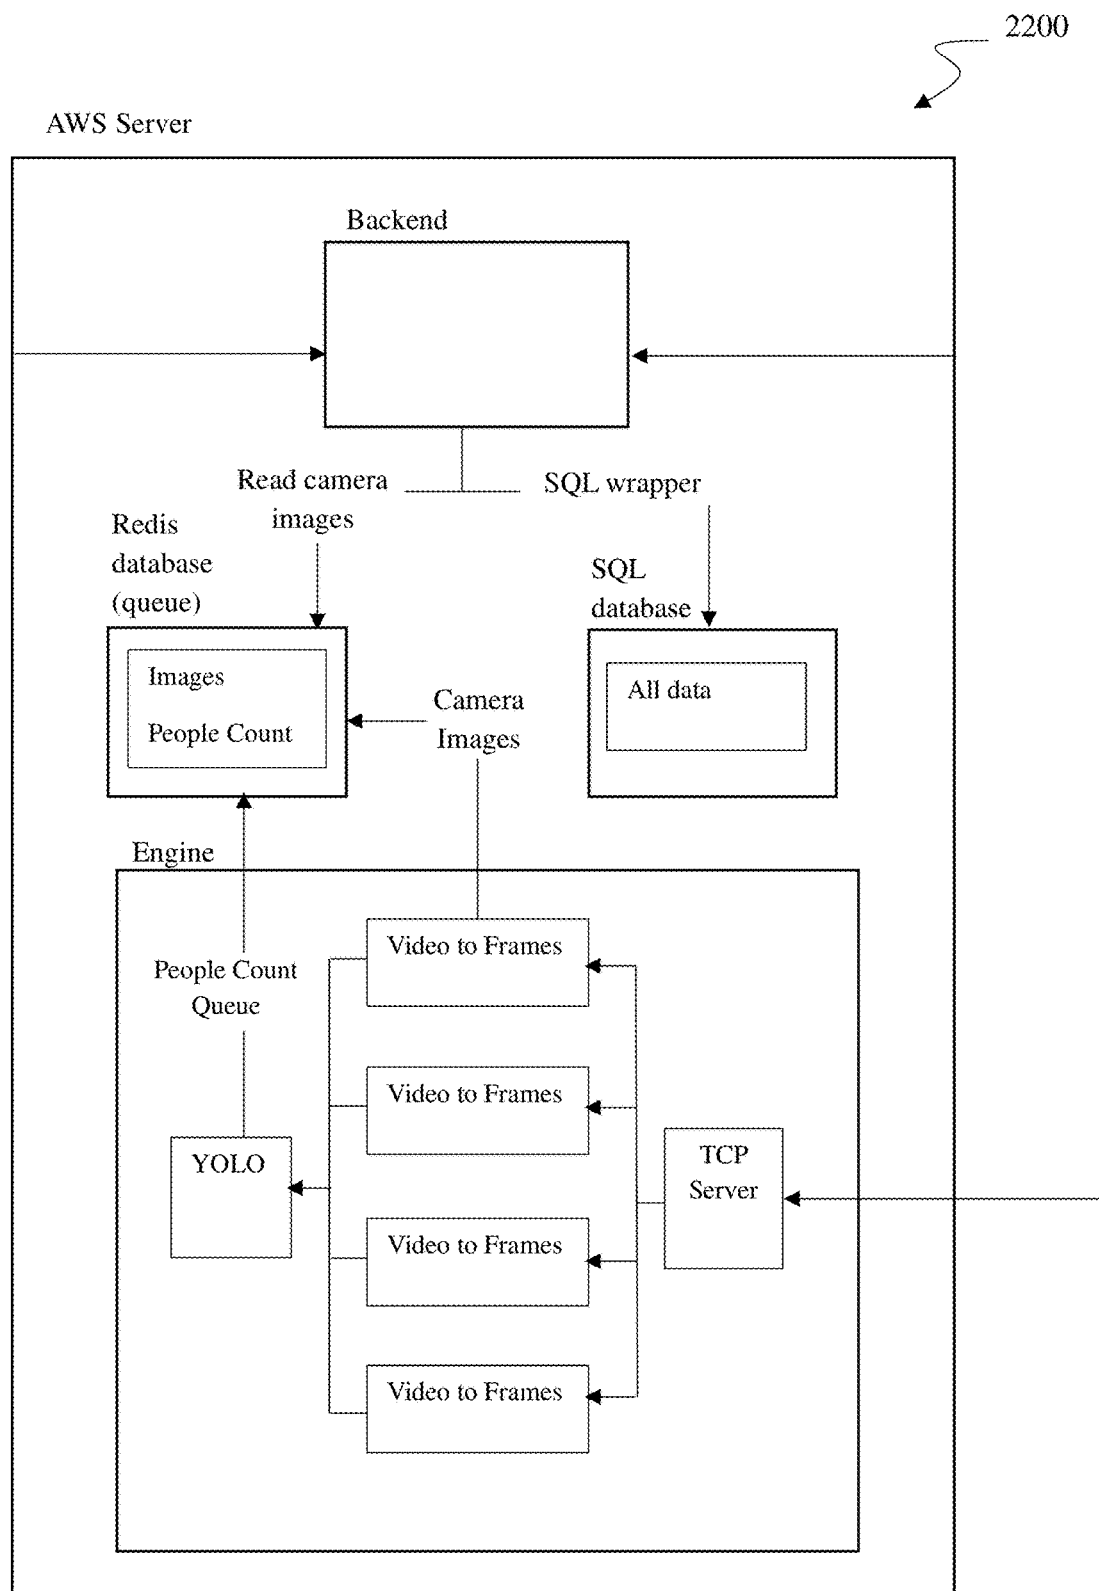 2200
AWS Server
Backend
Read camera
images
SQL wrapper
Redis
database
(queue)
SQL
database
Images
People Count
Camera
Images
All data
Engine
Video to Frames
People Count
Queue
Video to Frames
YOLO
TCP
Server
Video to Frames
Video to Frames